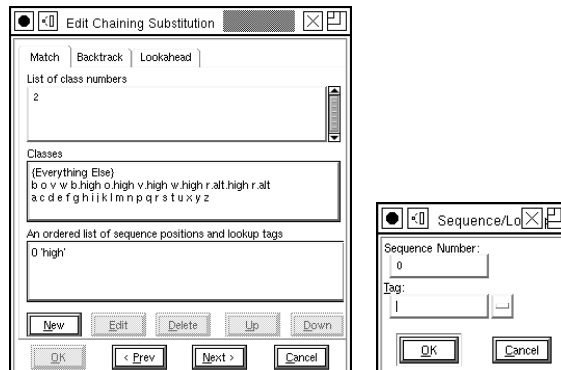 Edit Chaining Substitution
Match Backtrack Lookahead
List of class numbers
2
Classes
{Everything Else}
b o v w b.high o.high v.high w.high r.alt.high r.alt
a c d e f g h i j k l m n p q r s t u x y z
An ordered list of sequence positions and lookup tags
0 'high'
New Edit Delete Up Down
OK < Prev Next > Cancel
Sequence/Lo
Sequence Number:
0
Tag:
OK Cancel